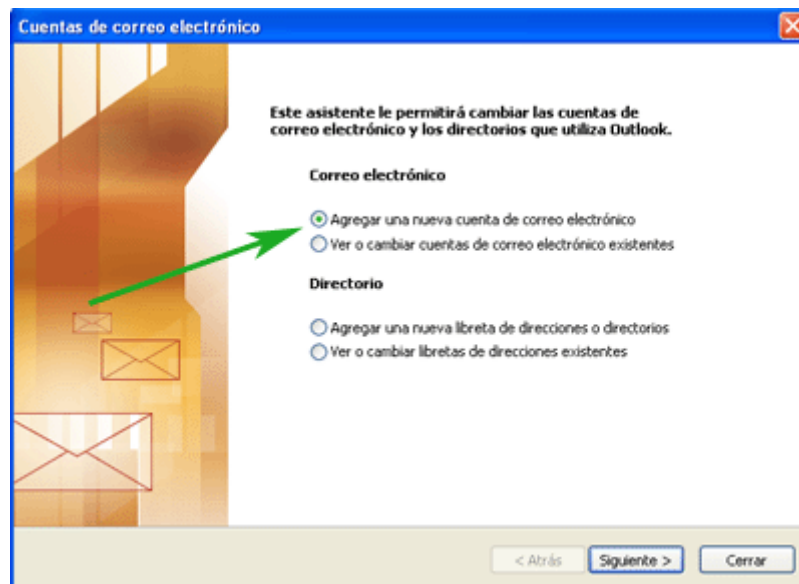 Cuentas de correo electrónico
Este asistente le permitirá cambiar las cuentas de
correo electrónico y los directorios que utiliza Outlook.
Correo electrónico
Agregar una nueva cuenta de correo electrónico
Ver o cambiar cuentas de correo electrónico existentes
Directorio
Agregar una nueva libreta de direcciones o directorios
Ver o cambiar libretas de direcciones existentes
< Atrás Siguiente > Cerrar